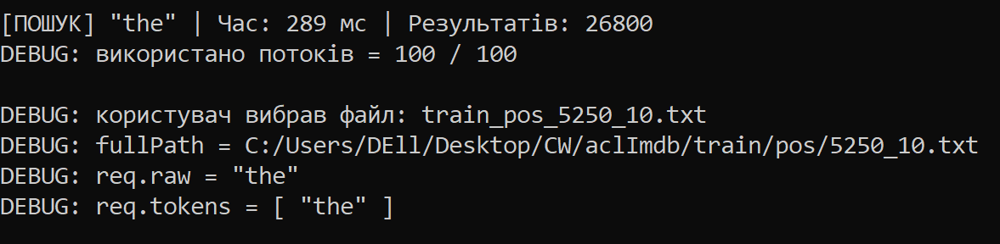 [ПОШУК] "the" | Час: 289 мс | Результатів: 26800
DEBUG: використано потоків = 100 / 100
DEBUG: користувач вибрав файл: train_pos_5250_10.txt
DEBUG: fullPath = C:/Users/DEll/Desktop/CW/aclImdb/train/pos/5250_10.txt
DEBUG: req.raw = "the"
DEBUG: req.tokens = [ "the" ]